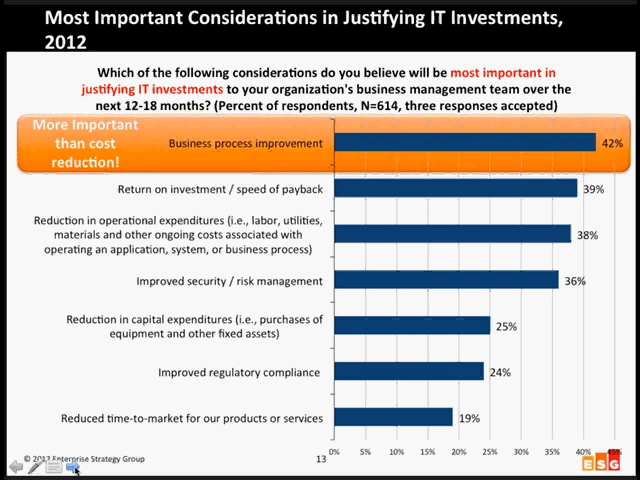 Most Important Considerations in Justifying IT Investments,
2012
Which of the following considerations do you believe will be most important in
justifying IT investments to your organization's business management team over the
next 12-18 months? (Percent of respondents, N=614, three responses accepted)
More Important
than cost
reduction!
Business process improvement
42%
Return on investment / speed of payback
39%
Reduction in operational expenditures (i.e., labor, utilities,
materials and other ongoing costs associated with
operating an application, system, or business process)
38%
Improved security / risk management
36%
Reduction in capital expenditures (i.e., purchases of
equipment and other fixed assets)
25%
Improved regulatory compliance
24%
Reduced time-to-market for our products or services
19%
0% 5% 10% 15% 20% 25% 30% 35% 40% 45%
© 2012 Enterprise Strategy Group
13
ESG